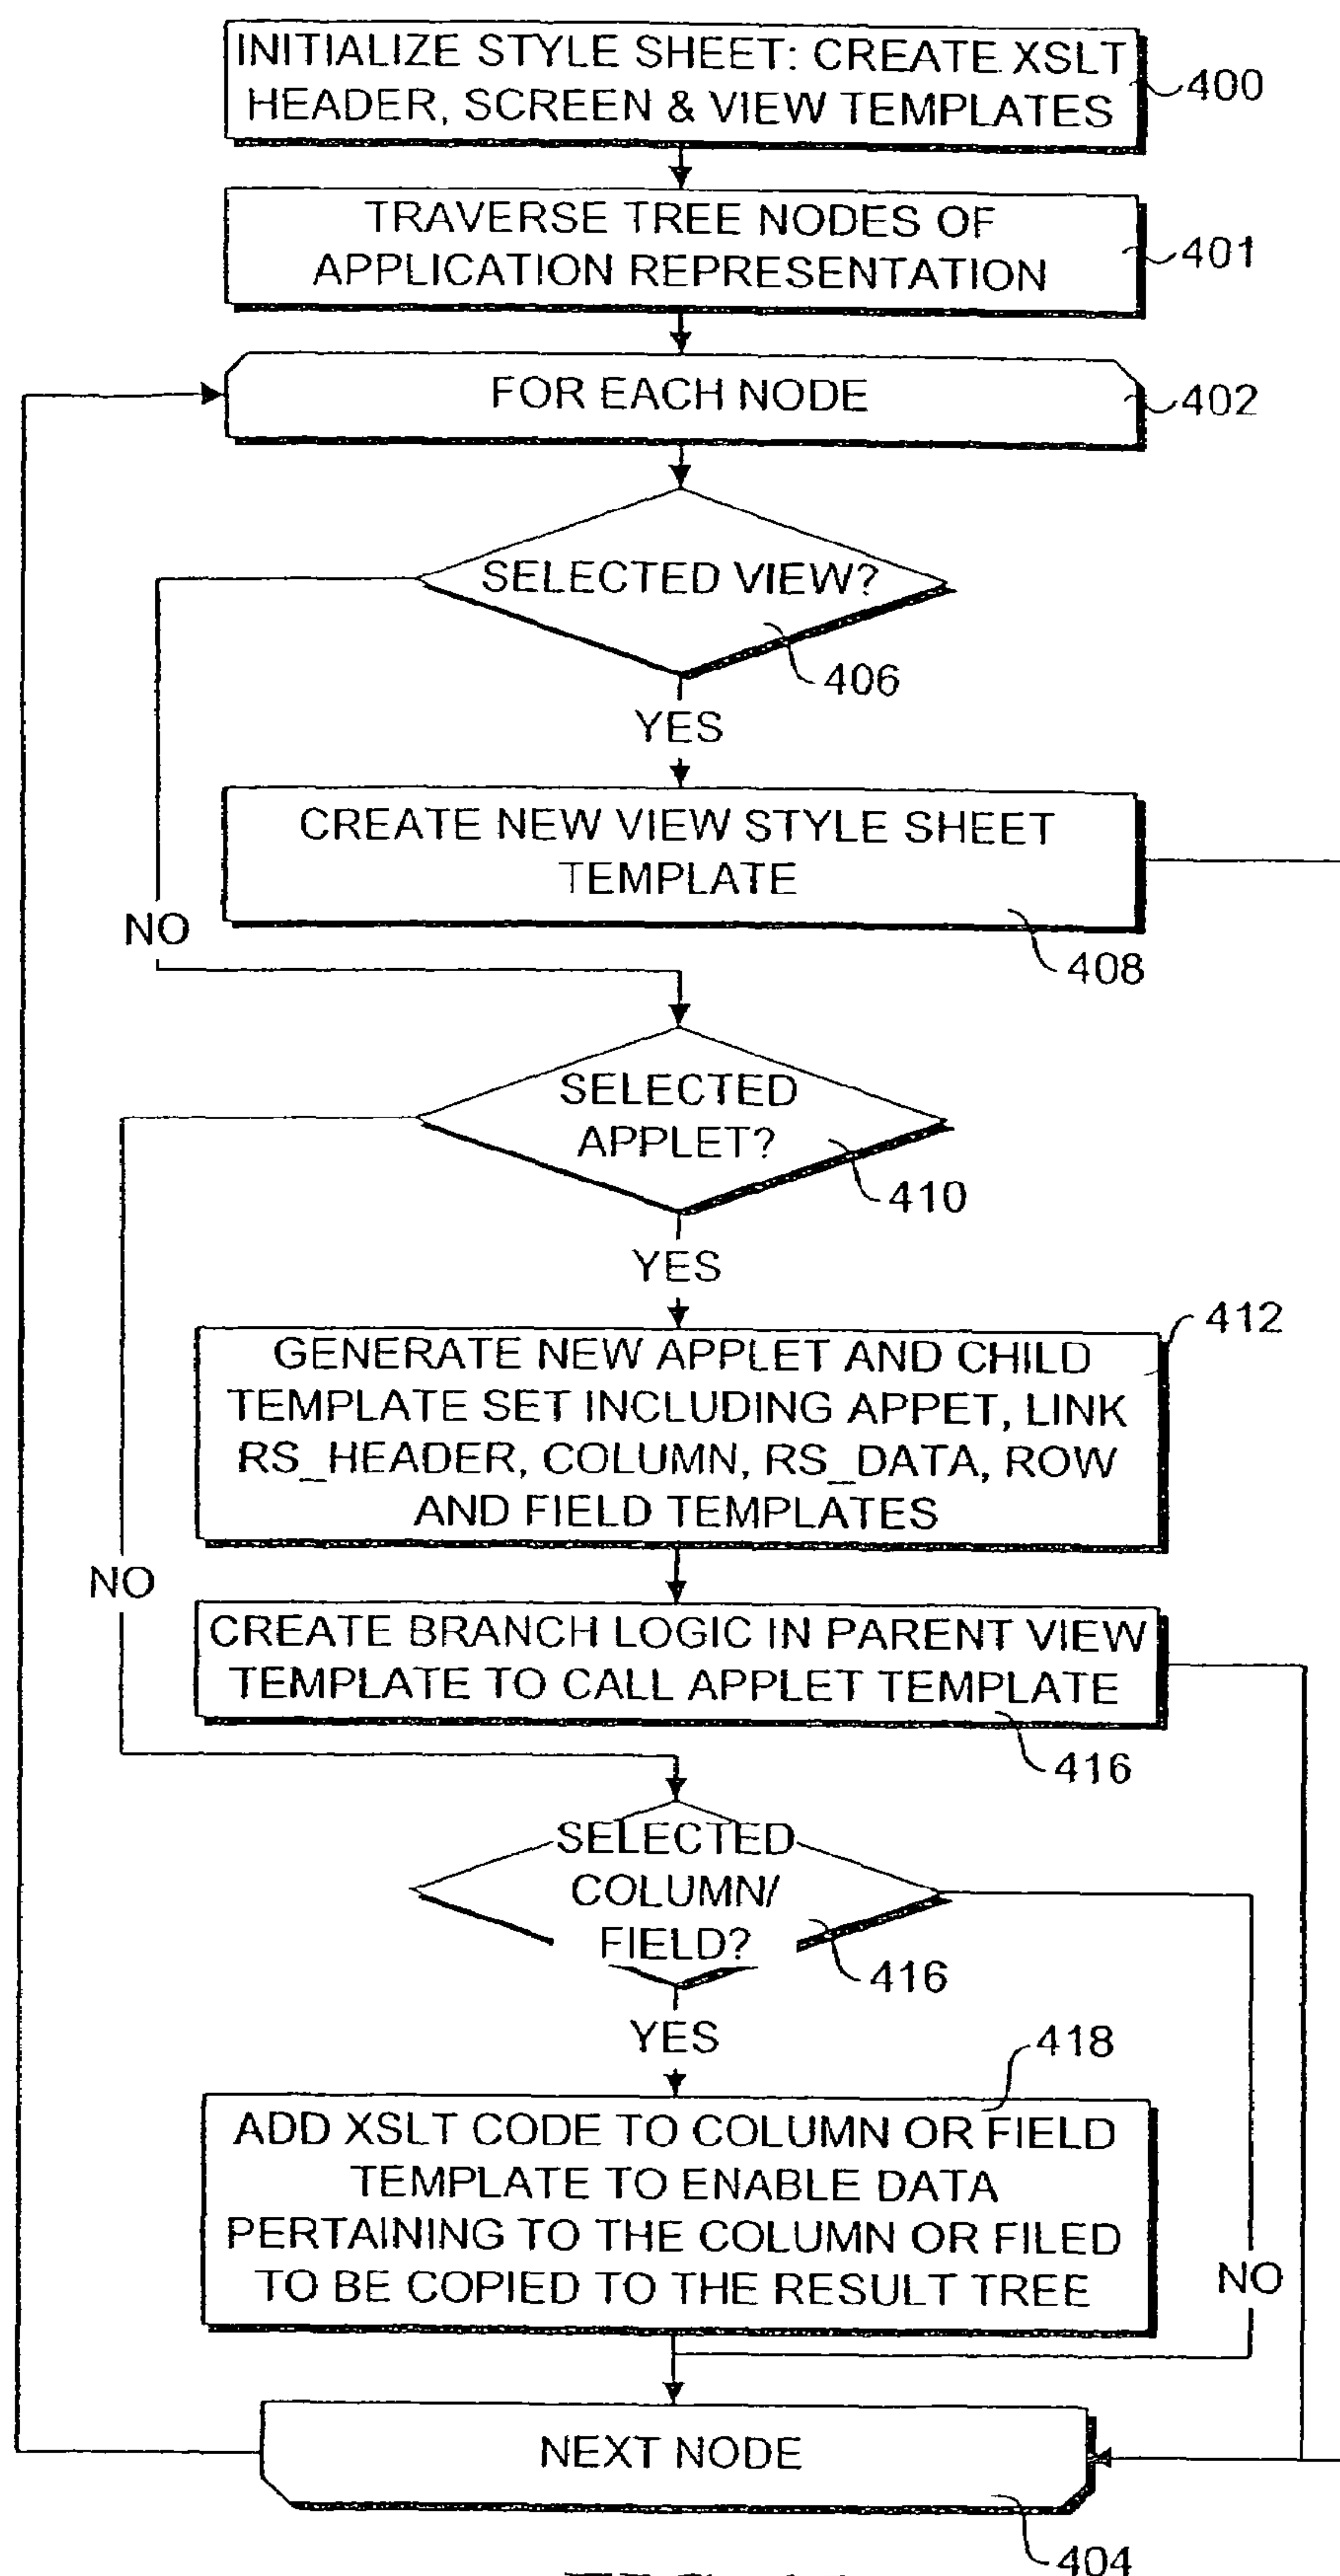 INITIALIZE STYLE SHEET: CREATE XSLT
HEADER, SCREEN & VIEW TEMPLATES
400
TRAVERSE TREE NODES OF
APPLICATION REPRESENTATION
401
FOR EACH NODE
402
SELECTED VIEW?
406
YES
CREATE NEW VIEW STYLE SHEET
TEMPLATE
408
NO
SELECTED
APPLET?
410
YES
412
GENERATE NEW APPLET AND CHILD
TEMPLATE SET INCLUDING APPET, LINK
RS_HEADER, COLUMN, RS_DATA, ROW
AND FIELD TEMPLATES
NO
CREATE BRANCH LOGIC IN PARENT VIEW
TEMPLATE TO CALL APPLET TEMPLATE
416
SELECTED
COLUMN/
FIELD?
416
YES
418
ADD XSLT CODE TO COLUMN OR FIELD
TEMPLATE TO ENABLE DATA
PERTAINING TO THE COLUMN OR FILED
TO BE COPIED TO THE RESULT TREE
NO
NEXT NODE
404